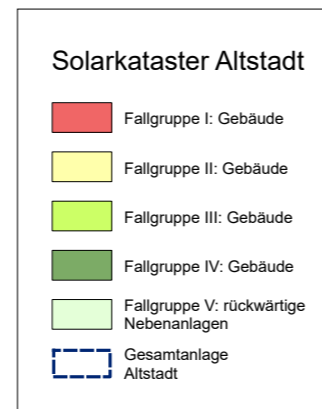 Solarkataster Altstadt
Fallgruppe I: Gebäude
Fallgruppe II: Gebäude
Fallgruppe III: Gebäude
Fallgruppe IV: Gebäude
Fallgruppe V: rückwärtige
Nebenanlagen
Gesamtanlage
Altstadt